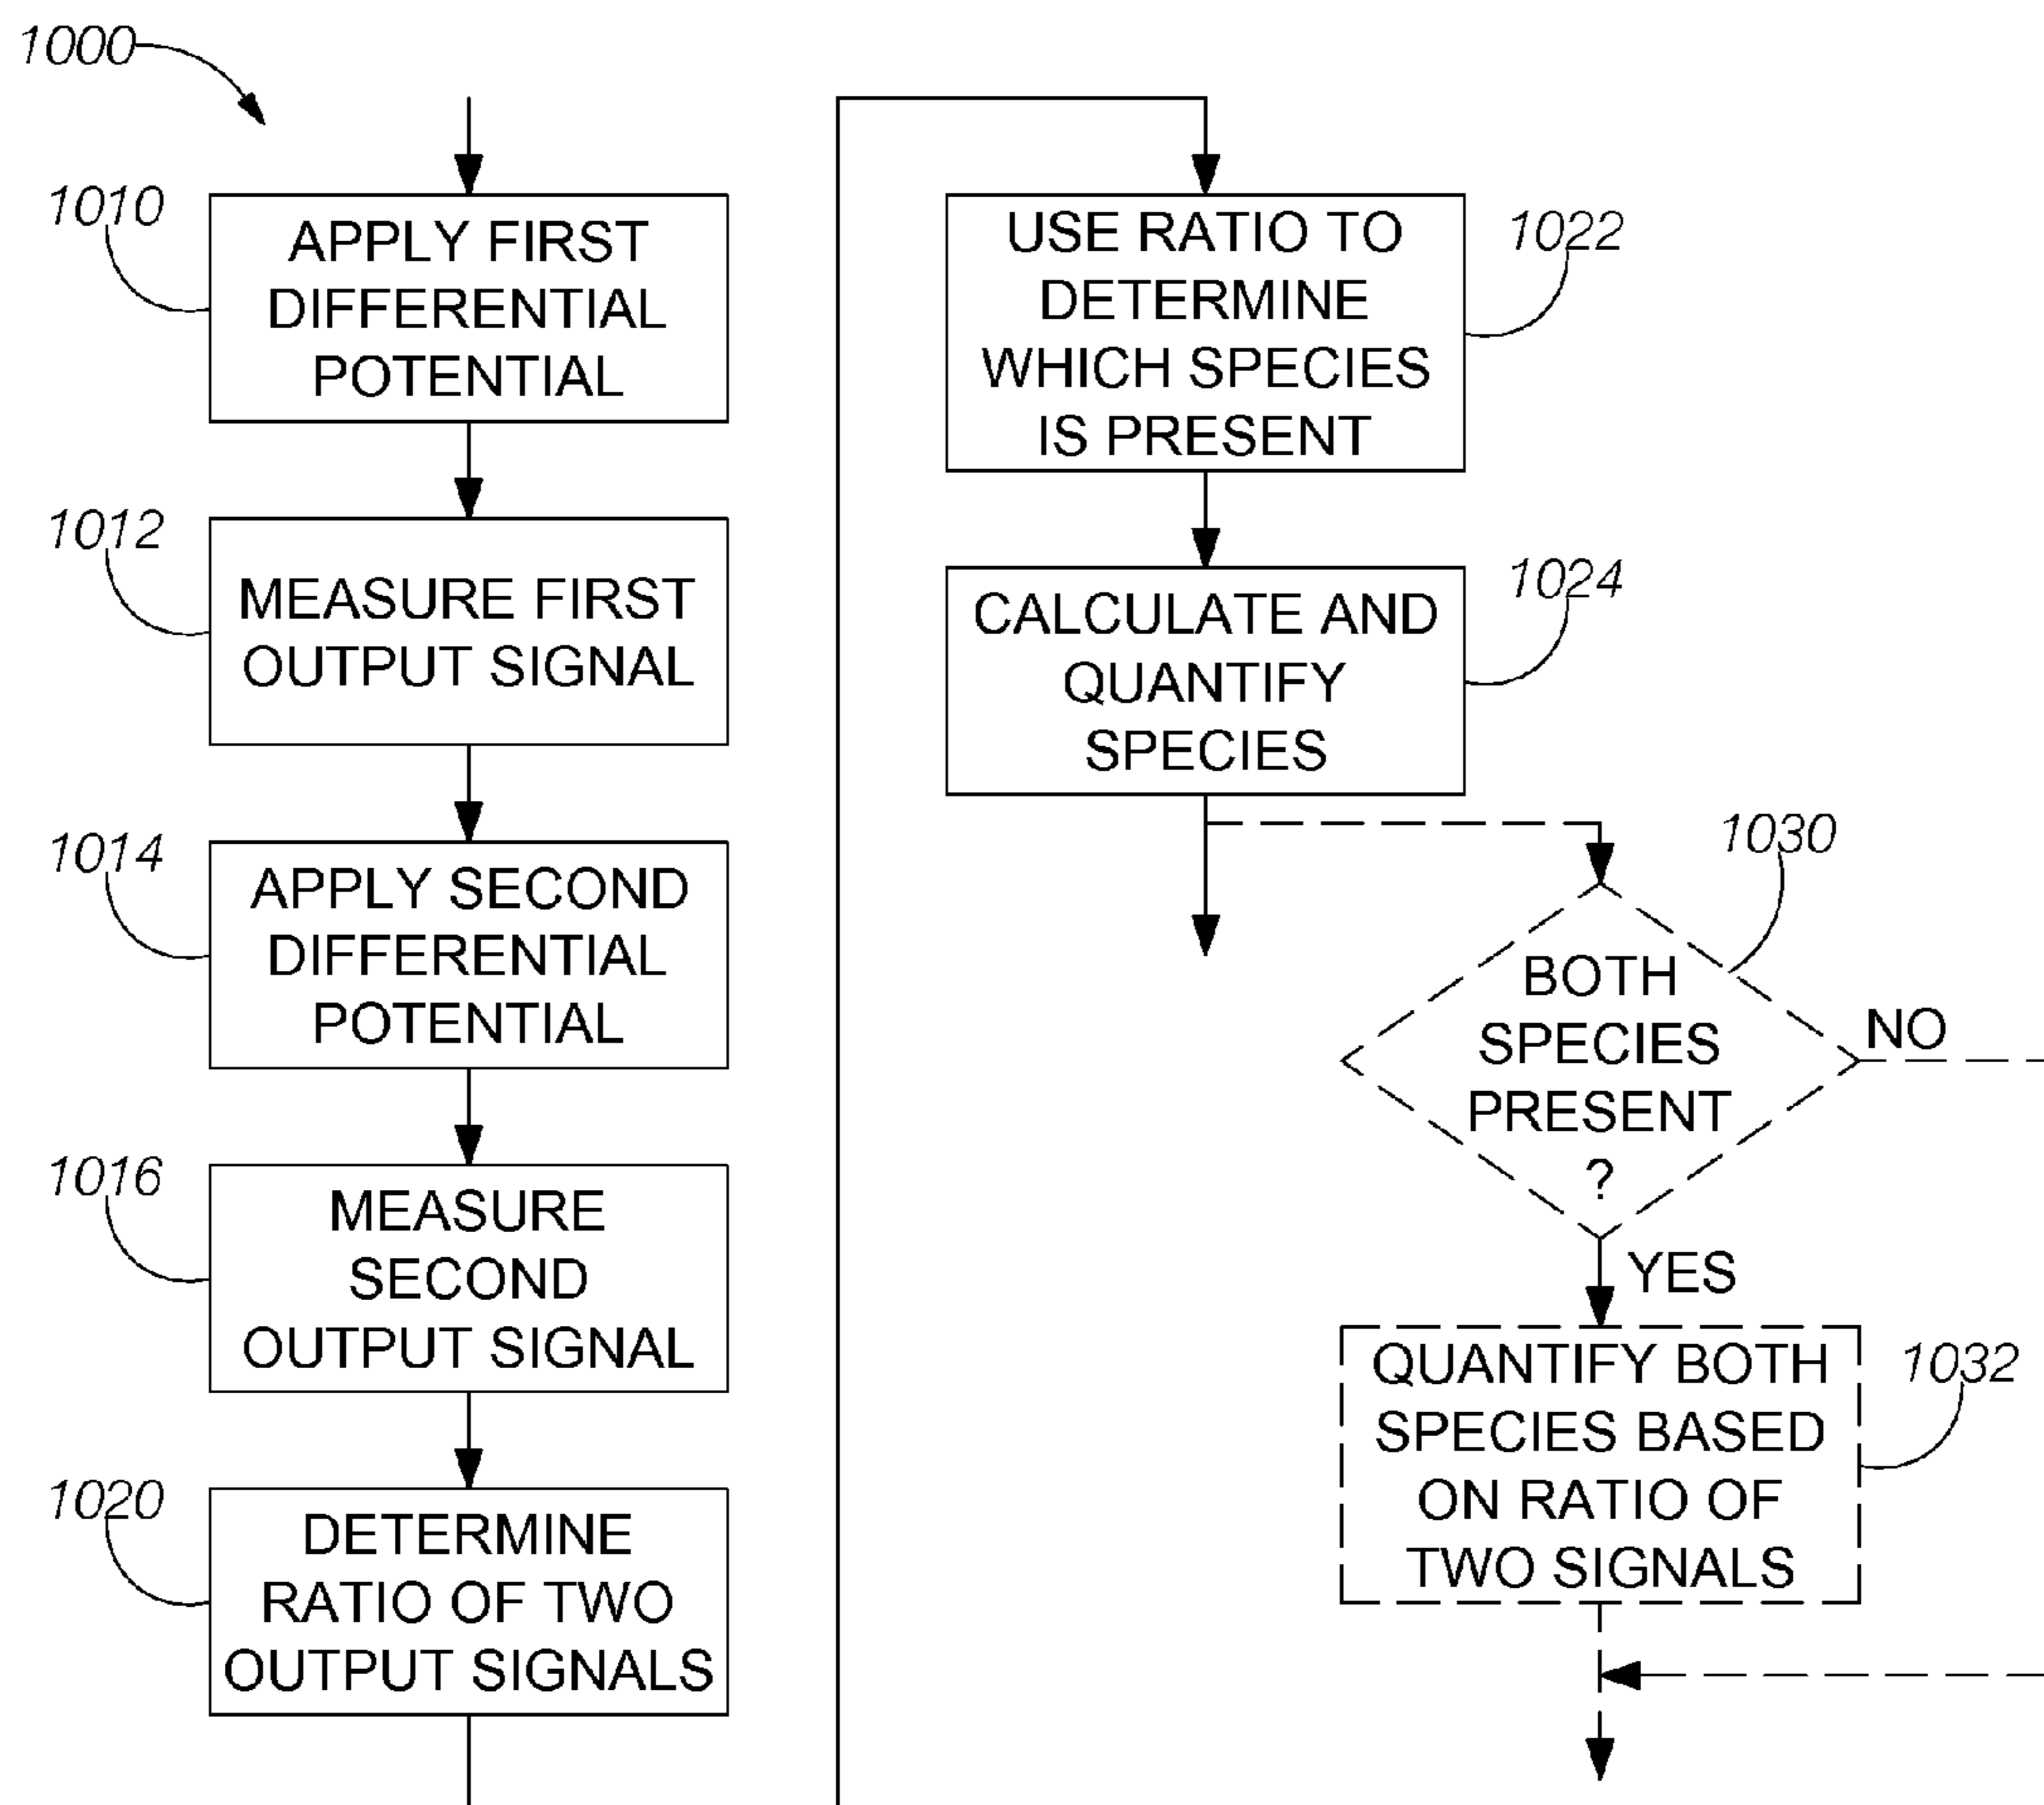 1000
1010
APPLY FIRST
DIFFERENTIAL
POTENTIAL
1012
MEASURE FIRST
OUTPUT SIGNAL
1014
APPLY SECOND
DIFFERENTIAL
POTENTIAL
1016
MEASURE
SECOND
OUTPUT SIGNAL
1020
DETERMINE
RATIO OF TWO
OUTPUT SIGNALS
USE RATIO TO
DETERMINE
WHICH SPECIES
IS PRESENT
1022
CALCULATE AND
QUANTIFY
SPECIES
1024
1030
BOTH
SPECIES
PRESENT
?
NO
YES
QUANTIFY BOTH
SPECIES BASED
ON RATIO OF
TWO SIGNALS
1032